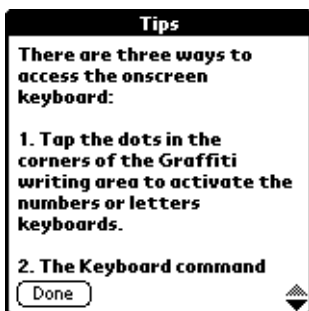 Tips
There are three ways to
access the onscreen
keyboard:
1. Tap the dots in the
corners of the Graffiti
writing area to activate the
numbers or letters
keyboards.
2. The Keyboard command
Done